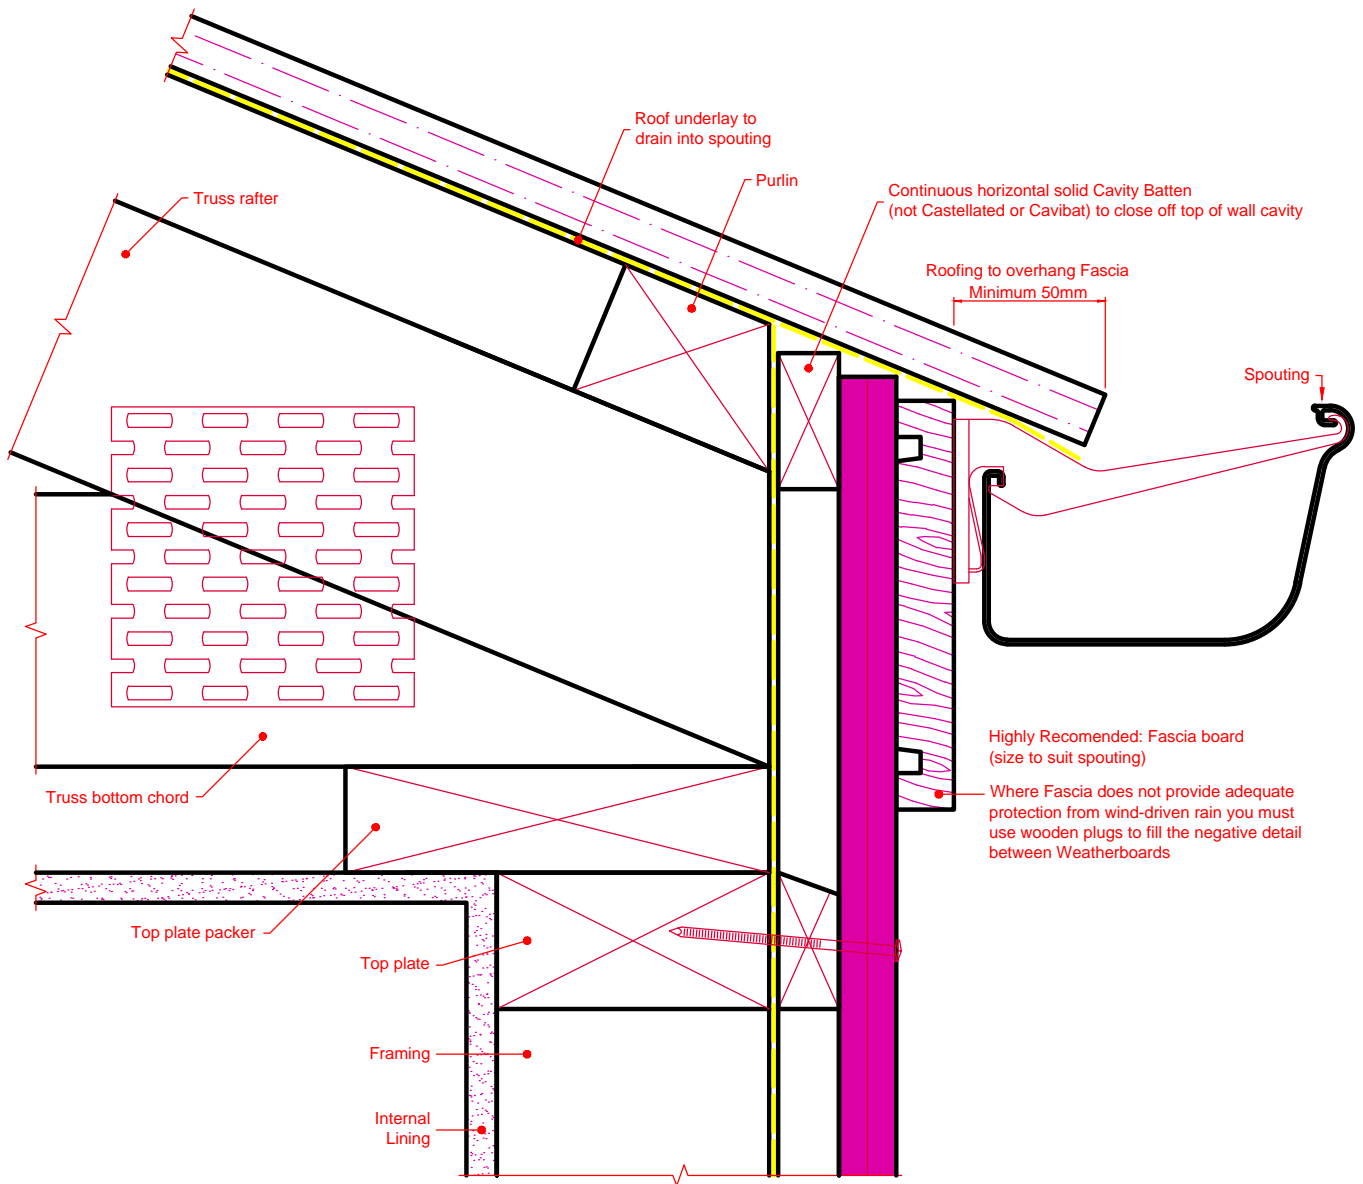 Roof underlay to
drain into spouting
Purlin
Truss rafter
Continuous horizontal solid Cavity Batten
(not Castellated or Cavibat) to close off top of wall cavity
Roofing to overhang Fascia
Minimum 50mm
Spouting
Highly Recomended: Fascia board
(size to suit spouting)
Where Fascia does not provide adequate
protection from wind-driven rain you must
use wooden plugs to fill the negative detail
between Weatherboards
Truss bottom chord
Top plate packer
Top plate
Framing
Internal
Lining